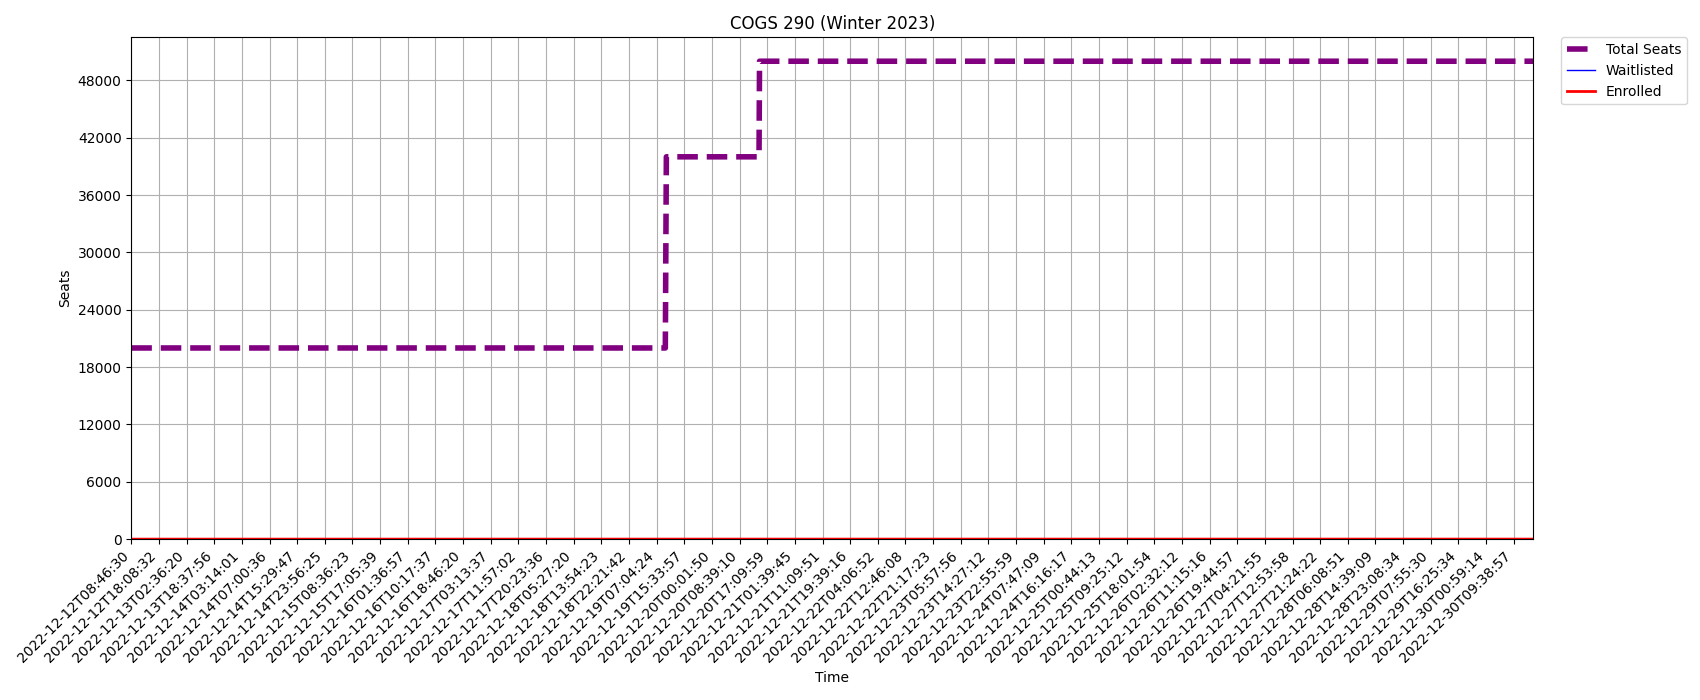 COGS 290 (Winter 2023)
Total Seats
Waitlisted
Enrolled
48000
42000
36000
30000
24000
18000
12000
6000
0
Seats
2022-12-12T08:46:30
2022-12-12T18:08:32
2022-12-13T02:36:20
2022-12-13T18:37:56
2022-12-14T03:14:01
2022-12-14T07:00:36
2022-12-14T15:29:47
2022-12-14T23:56:25
2022-12-15T08:36:23
2022-12-15T17:05:39
2022-12-16T01:36:57
2022-12-16T10:17:37
2022-12-16T18:46:20
2022-12-17T03:13:37
2022-12-17T11:57:02
2022-12-17T20:23:36
2022-12-18T05:27:20
2022-12-18T13:54:23
2022-12-18T22:21:42
2022-12-19T07:04:24
2022-12-19T15:33:57
2022-12-20T00:01:50
2022-12-20T08:39:10
2022-12-20T17:09:59
2022-12-21T01:39:45
2022-12-21T11:09:51
2022-12-21T19:39:16
2022-12-22T04:06:52
2022-12-22T12:46:08
2022-12-22T21:17:23
2022-12-23T05:57:56
2022-12-23T14:27:12
2022-12-23T22:55:59
2022-12-24T07:47:09
2022-12-24T16:16:17
2022-12-25T00:44:13
2022-12-25T09:25:12
2022-12-25T18:01:54
2022-12-26T02:32:12
2022-12-26T11:15:16
2022-12-26T19:44:57
2022-12-27T04:21:55
2022-12-27T12:53:58
2022-12-27T21:24:22
2022-12-28T06:08:51
2022-12-28T14:39:09
2022-12-28T23:08:34
2022-12-29T07:55:30
2022-12-29T16:25:34
2022-12-30T00:59:14
2022-12-30T09:38:57
Time